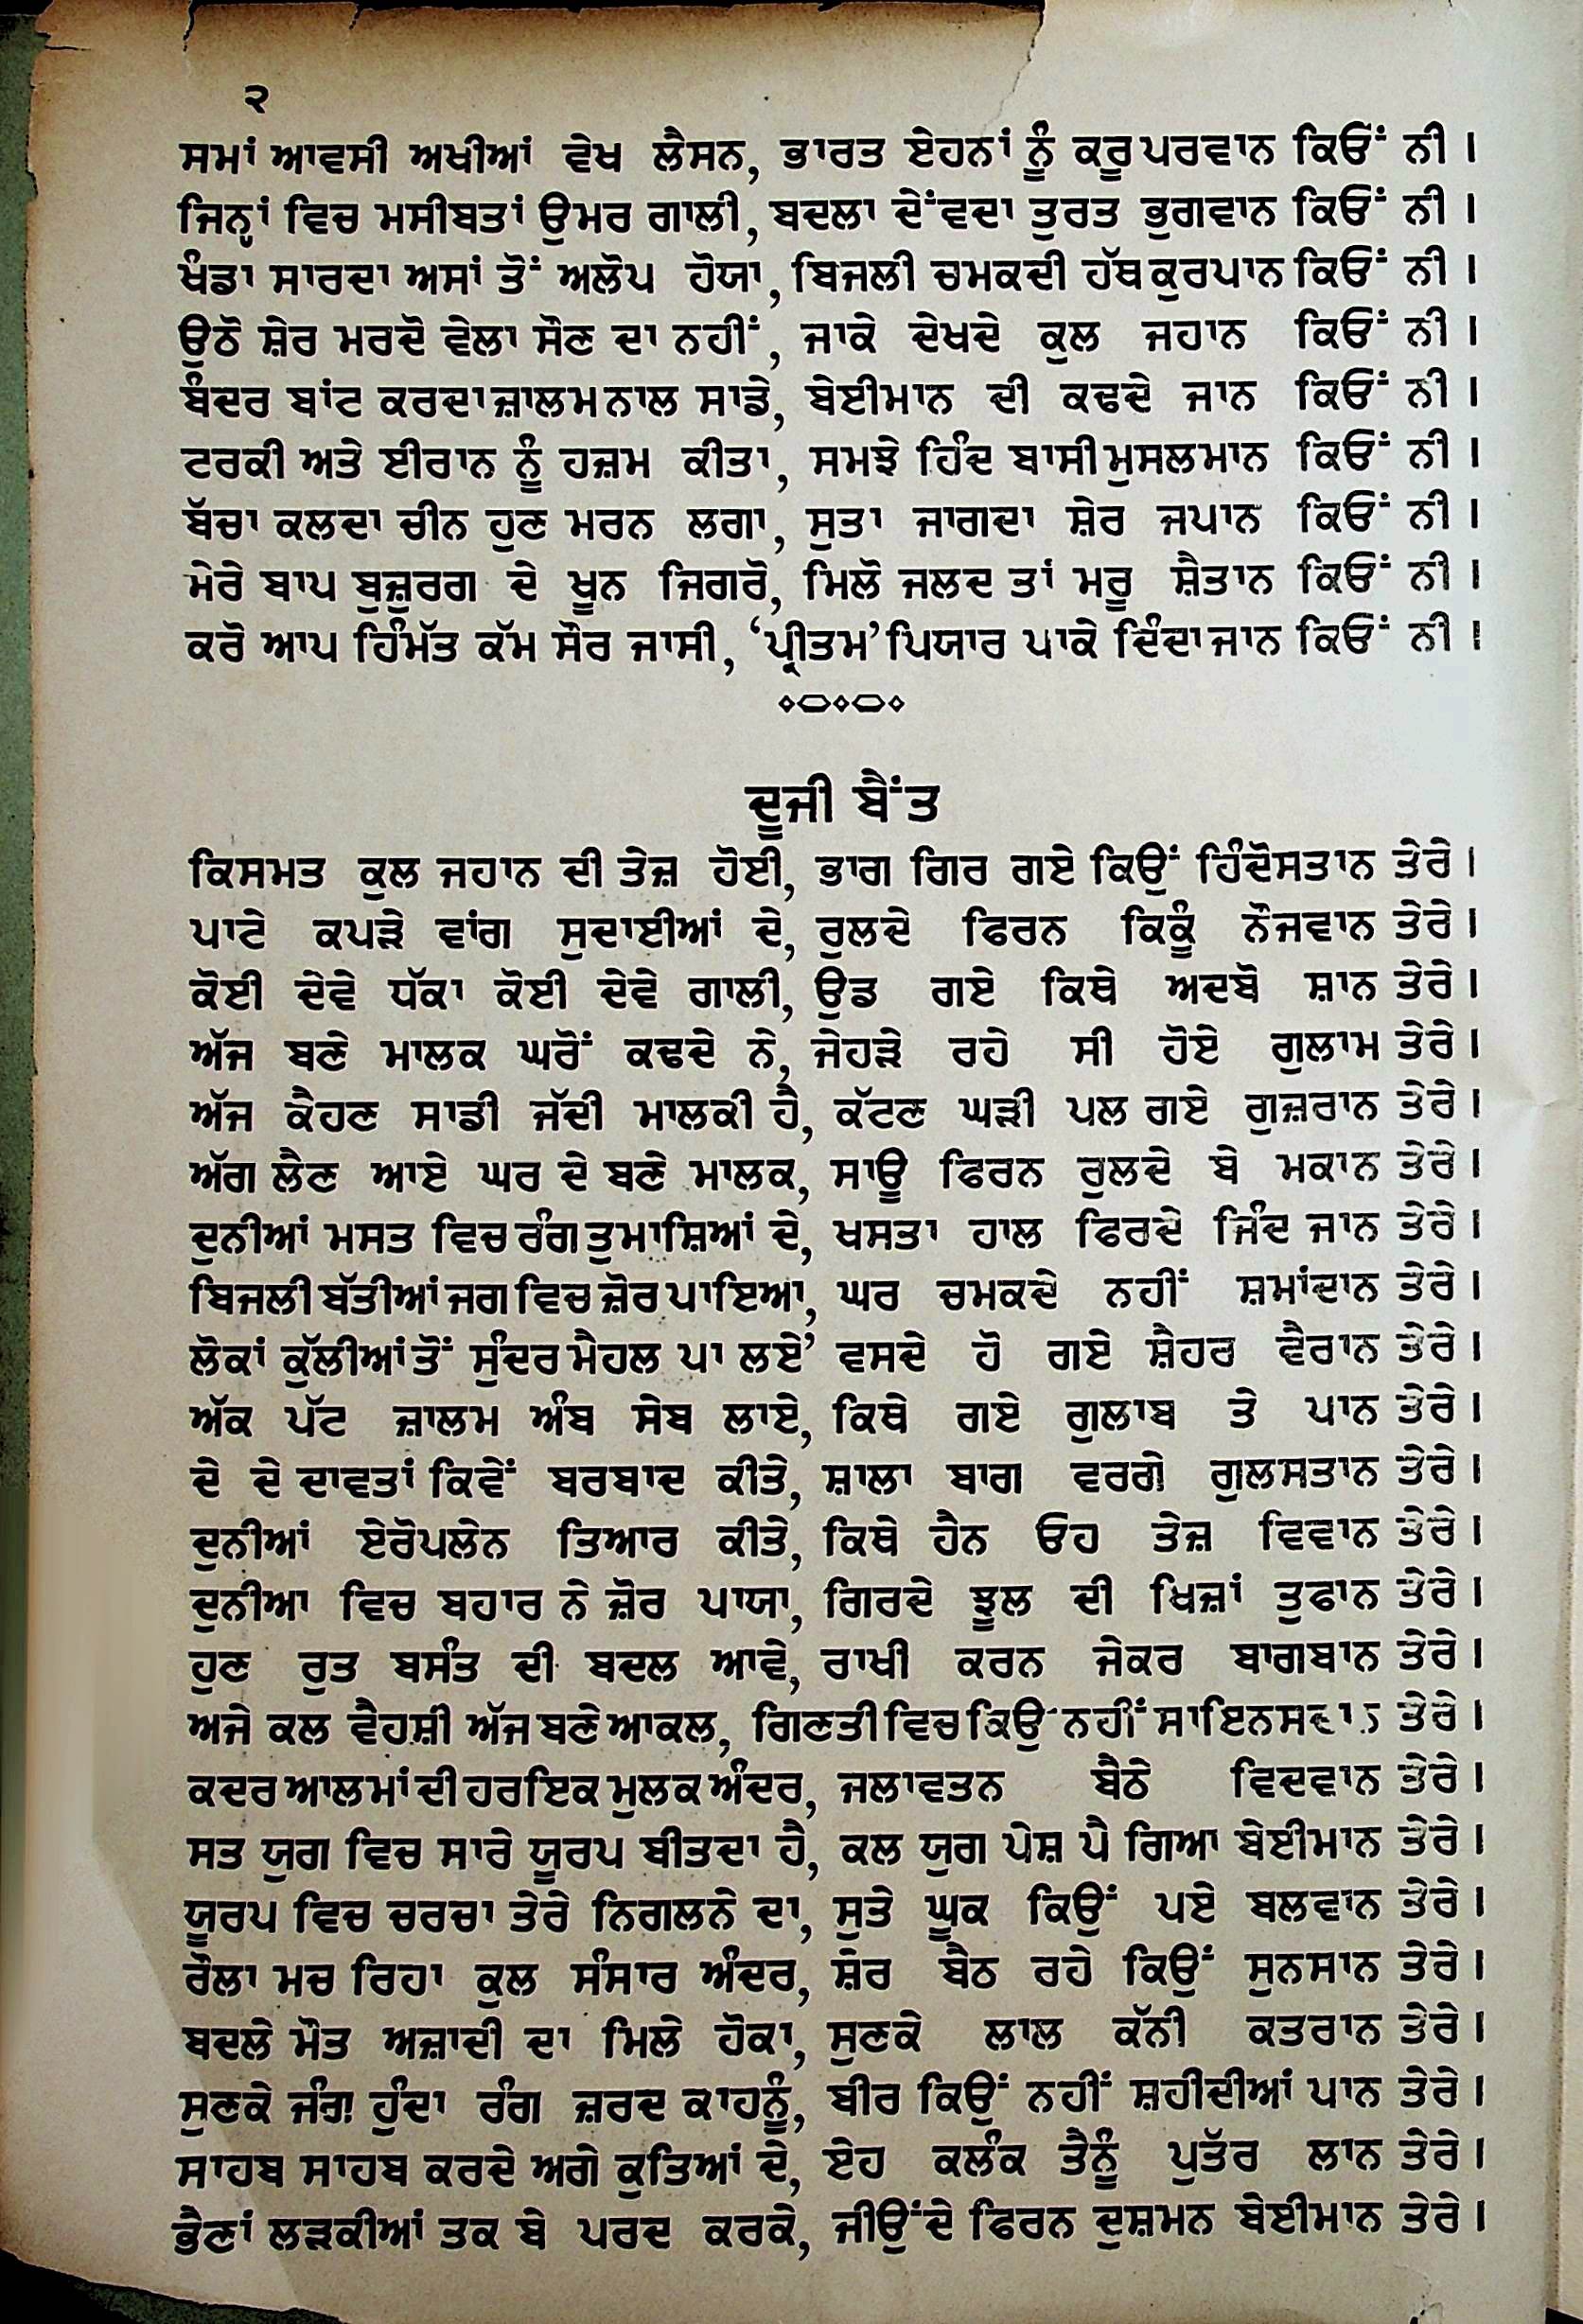 ੨
ਸਮਾਂ ਆਵਸੀ ਅਖੀਆਂ ਵੇਖ ਲੈਸਨ, ਭਾਰਤ ਏਹਨਾਂ ਨੂੰ ਕਰੂ ਪਰਵਾਨ ਕਿਓਂ ਨੀ ।
ਜਿਨ੍ਹਾਂ ਵਿਚ ਮਸੀਬਤਾਂ ਉਮਰ ਗਾਲੀ, ਬਦਲਾ ਦੇਂਵਦਾ ਤੁਰਤ ਭੁਗਵਾਨ ਕਿਓਂ ਨੀ ।
ਖੰਡਾ ਸਾਰਦਾ ਅਸਾਂ ਤੋਂ ਅਲੋਪ ਹੋਯਾ, ਬਿਜਲੀ ਚਮਕਦੀ ਹੱਥ ਕੁਰਪਾਨ ਕਿਓਂ ਨੀ ।
ਉਠੋ ਸ਼ੇਰ ਮਰਦੋ ਵੇਲਾ ਸੌਣ ਦਾ ਨਹੀਂ, ਜਾਕੇ ਦੇਖਦੇ ਕੁਲ ਜਹਾਨ ਕਿਓਂ ਨੀ ।
ਬੰਦਰ ਬਾਂਟ ਕਰਦਾ ਜ਼ਾਲਮ ਨਾਲ ਸਾਡੇ, ਬੇਈਮਾਨ ਦੀ ਕਢਦੇ ਜਾਨ ਕਿਓਂ ਨੀ ।
ਟਰਕੀ ਅਤੇ ਈਰਾਨ ਨੂੰ ਹਜ਼ਮ ਕੀਤਾ, ਸਮਝੇ ਹਿੰਦ ਬਾਸੀ ਮੁਸਲਮਾਨ ਕਿਓਂ ਨੀ ।
ਬੱਚਾ ਕਲਦਾ ਚੀਨ ਹੁਣ ਮਰਨ ਲਗਾ, ਸੁਤਾ ਜਾਗਦਾ ਸ਼ੇਰ ਜਪਾਨ ਕਿਓਂ ਨੀ ।
ਮੇਰੇ ਬਾਪ ਬੁਜ਼ੁਰਗ ਦੇ ਖੂਨ ਜਿਗਰੋ, ਮਿਲੋ ਜਲਦ ਤਾਂ ਮਰੂ ਸ਼ੈਤਾਨ ਕਿਓਂ ਨੀ ।
ਕਰੋ ਆਪ ਹਿੰਮੱਤ ਕੱਮ ਸੌਰ ਜਾਸੀ, ‘ਪ੍ਰੀਤਮ’ ਪਿਯਾਰ ਪਾਕੇ ਦਿੰਦਾ ਜਾਨ ਕਿਓਂ ਨੀ ।
ਦੂਜੀ ਬੈਂਤ
ਕਿਸਮਤ ਕੁਲ ਜਹਾਨ ਦੀ ਤੇਜ਼ ਹੋਈ, ਭਾਗ ਗਿਰ ਗਏ ਕਿਉਂ ਹਿੰਦੋਸਤਾਨ ਤੇਰੇ ।
ਪਾਟੇ ਕਪੜੇ ਵਾਂਗ ਸੁਦਾਈਆਂ ਦੇ, ਰੁਲਦੇ ਫਿਰਨ ਕਿਕੂੰ ਨੌਜਵਾਨ ਤੇਰੇ ।
ਕੋਈ ਦੇਵੇ ਧੱਕਾ ਕੋਈ ਦੇਵੇ ਗਾਲੀ, ਉਡ ਗਏ ਕਿਥੇ ਅਦਬੋ ਸ਼ਾਨ ਤੇਰੇ ।
ਅੱਜ ਬਣੇ ਮਾਲਕ ਘਰੋਂ ਕਢਦੇ ਨੇ, ਜੇਹੜੇ ਰਹੇ ਸੀ ਹੋਏ ਗੁਲਾਮ ਤੇਰੇ ।
ਅੱਜ ਕੈਹਣ ਸਾਡੀ ਜੱਦੀ ਮਾਲਕੀ ਹੈ, ਕੱਟਣ ਘੜੀ ਪਲ ਗਏ ਗੁਜ਼ਰਾਨ ਤੇਰੇ ।
ਅੱਗ ਲੈਣ ਆਏ ਘਰ ਦੇ ਬਣੇ ਮਾਲਕ, ਸਾਊ ਫਿਰਨ ਰੁਲਦੇ ਬੇ ਮਕਾਨ ਤੇਰੇ ।
ਦੁਨੀਆਂ ਮਸਤ ਵਿਚ ਰੰਗ ਤੁਮਾਸ਼ਿਆਂ ਦੇ, ਖਸਤਾ ਹਾਲ ਫਿਰਦੇ ਜਿੰਦ ਜਾਨ ਤੇਰੇ ।
ਬਿਜਲੀ ਬੱਤੀਆਂ ਜਗ ਵਿਚ ਜ਼ੋਰ ਪਾਇਆ, ਘਰ ਚਮਕਦੇ ਨਹੀਂ ਸ਼ਮਾਂਦਾਨ ਤੇਰੇ ।
ਲੋਕਾਂ ਕੁੱਲੀਆਂ ਤੋਂ ਸੁੰਦਰ ਮੈਹਲ ਪਾ ਲਏ’ ਵਸਦੇ ਹੋ ਗਏ ਸ਼ੈਹਰ ਵੈਰਾਨ ਤੇਰੇ ।
ਅੱਕ ਪੱਟ ਜ਼ਾਲਮ ਅੰਬ ਸੇਬ ਲਾਏ, ਕਿਥੇ ਗਏ ਗੁਲਾਬ ਤੇ ਪਾਨ ਤੇਰੇ ।
ਦੇ ਦੇ ਦਾਵਤਾਂ ਕਿਵੇਂ ਬਰਬਾਦ ਕੀਤੇ, ਸ਼ਾਲਾ ਬਾਗ ਵਰਗੇ ਗੁਲਸਤਾਨ ਤੇਰੇ ।
ਦੁਨੀਆਂ ਏਰੋਪਲੇਨ ਤਿਆਰ ਕੀਤੇ, ਕਿਥੇ ਹੈਨ ਓਹ ਤੇਜ਼ ਵਿਵਾਨ ਤੇਰੇ ।
ਦੁਨੀਆ ਵਿਚ ਬਹਾਰ ਨੇ ਜ਼ੋਰ ਪਾਯਾ, ਗਿਰਦੇ ਝੂਲ ਦੀ ਖਿਜ਼ਾਂ ਤੁਫਾਨ ਤੇਰੇ ।
ਹੁਣ ਰੁਤ ਬਸੰਤ ਦੀ ਬਦਲ ਆਵੇ, ਰਾਖੀ ਕਰਨ ਜੇਕਰ ਬਾਗਬਾਨ ਤੇਰੇ ।
ਅਜੇ ਕਲ ਵੈਹਸ਼ੀ ਅੱਜ ਬਣੇ ਆਕਲ, ਗਿਣਤੀ ਵਿਚ ਕਿਉਂ ਨਹੀਂ ਤੇਰੇ ।
ਕਦਰ ਆਲਮਾਂ ਦੀ ਹਰਇਕ ਮੁਲਕ ਅੰਦਰ, ਜਲਾਵਤਨ ਬੈਠੇ ਵਿਦਵਾਨ ਤੇਰੇ ।
ਸਤ ਯੁਗ ਵਿਚ ਸਾਰੇ ਯੂਰਪ ਬੀਤਦਾ ਹੈ, ਕਲ ਯੁਗ ਪੇਸ਼ ਪੈ ਗਿਆ ਬੇਈਮਾਨ ਤੇਰੇ ।
ਯੂਰਪ ਵਿਚ ਚਰਚਾ ਤੇਰੇ ਨਿਗਲਨੇ ਦਾ, ਸੁਤੇ ਘੂਕ ਕਿਉਂ ਪਏ ਬਲਵਾਨ ਤੇਰੇ ।
ਰੌਲਾ ਮਚ ਰਿਹਾ ਕੁਲ ਸੰਸਾਰ ਅੰਦਰ, ਸ਼ੇਰ ਬੈਠ ਰਹੇ ਕਿਉਂ ਸੁਨਸਾਨ ਤੇਰੇ ।
ਬਦਲੇ ਮੌਤ ਅਜ਼ਾਦੀ ਦਾ ਮਿਲੇ ਹੋਕਾ, ਸੁਣਕੇ ਲਾਲ ਕੱਨੀ ਕਤਰਾਨ ਤੇਰੇ ।
ਸੁਣਕੇ ਜੰਗ ਹੁੰਦਾ ਰੰਗ ਜ਼ਰਦ ਕਾਹਨੂੰ, ਬੀਰ ਕਿਉਂ ਨਹੀਂ ਸ਼ਹੀਦੀਆਂ ਪਾਨ ਤੇਰੇ ।
ਸਾਹਬ ਸਾਹਬ ਕਰਦੇ ਅਗੇ ਕੁਤਿਆਂ ਦੇ, ਏਹ ਕਲੰਕ ਤੈਨੂੰ ਪੁਤੱਰ ਲਾਨ ਤੇਰੇ ।
ਭੈਣਾਂ ਲੜਕੀਆਂ ਤਕ ਬੇ ਪਰਦ ਕਰਕੇ, ਜੀਉਂਦੇ ਫਿਰਨ ਦੁਸ਼ਮਨ ਬੇਈਮਾਨ ਤੇਰੇ ।